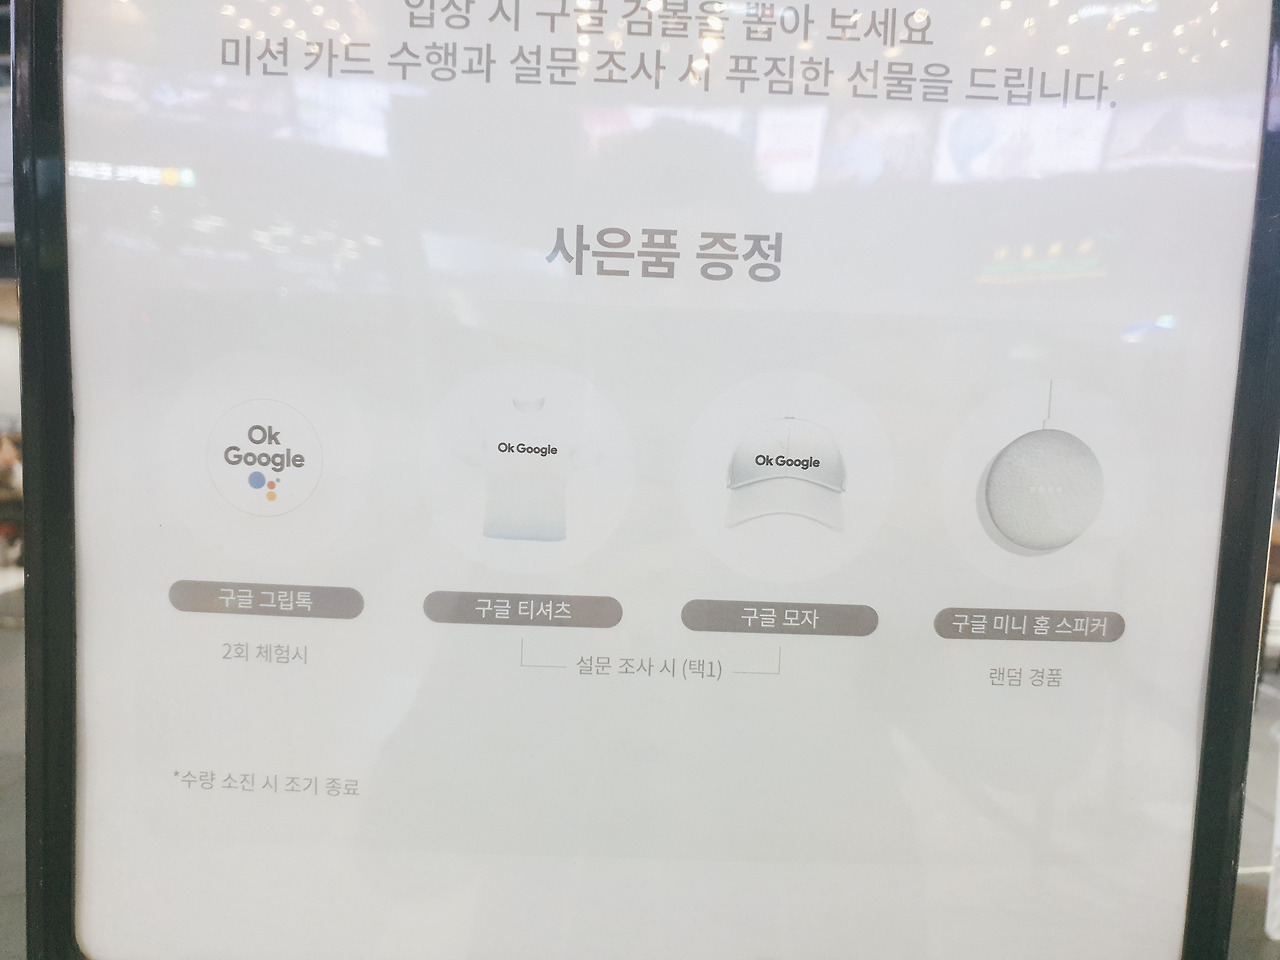 입장 시 구글 검볼을 뽑아 보세요
미션 카드 수행과 설문 조사 시 푸짐한 선물을 드립니다.
사은품 증정
Ok
Google
Ok Google
Ok Google
구글 그립톡
구글 티셔츠
구글 모자
구글 미니 홈 스피커
2회 체험시
설문 조사 시 (택1)
랜덤 경품
*수량 소진 시 조기 종료